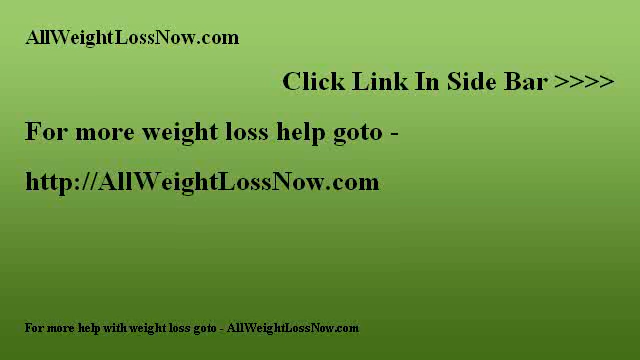 AllWeightLossNow.com
Click Link In Side Bar >>>>
For more weight loss help goto -
http://AllWeightLossNow.com
For more help with weight loss goto - AllWeightLossNow.com